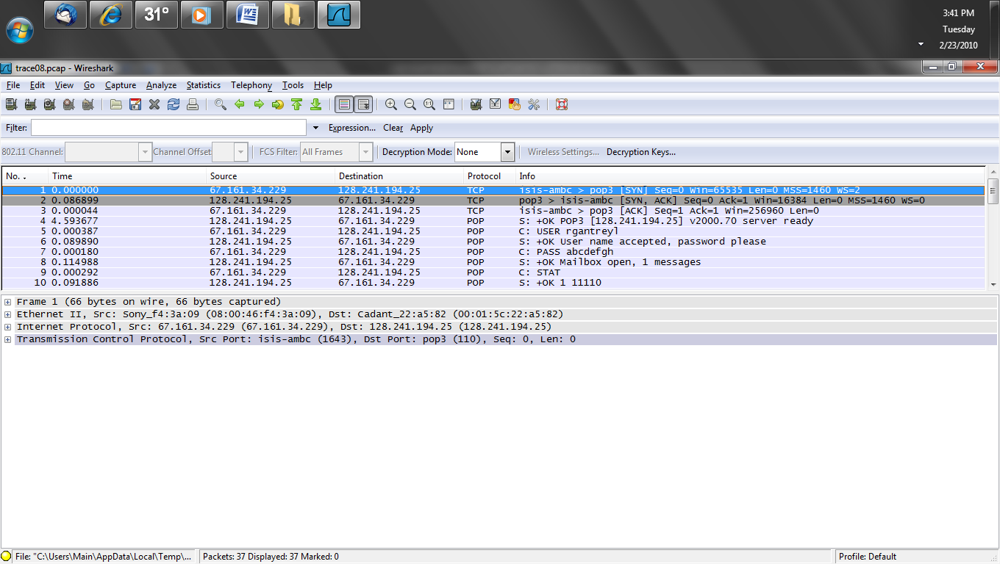 31°
3:41 PM
Tuesday
2/23/2010
trace08.pcap - Wireshark
File Edit View Go Capture Analyze Statistics Telephony Tools Help
Filter: Expression... Clear Apply
802.11 Channel: Channel Offset FCS Filter: All Frames Decryption Mode: None Wireless Settings... Decryption Keys...
No. . Time Source Destination Protocol Info
1 0.000000 67.161.34.229 128.241.194.25 TCP isis-ambc > pop3 [SYN] Seq=0 Win=65535 Len=0 MSS=1460 WS=2
2 0.086899 128.241.194.25 67.161.34.229 TCP pop3 > isis-ambc [SYN, ACK] Seq=0 Ack=1 Win=16384 Len=0 MSS=1460 WS=0
3 0.000044 67.161.34.229 128.241.194.25 TCP isis-ambc > pop3 [ACK] Seq=1 Ack=1 Win=256960 Len=0
4 4.593677 128.241.194.25 67.161.34.229 POP S: +OK POP3 [128.241.194.25] v2000.70 server ready
5 0.000387 67.161.34.229 128.241.194.25 POP C: USER rgantreyl
6 0.089890 128.241.194.25 67.161.34.229 POP S: +OK User name accepted, password please
7 0.000180 67.161.34.229 128.241.194.25 POP C: PASS abcdefgh
8 0.114988 128.241.194.25 67.161.34.229 POP S: +OK Mailbox open, 1 messages
9 0.000292 67.161.34.229 128.241.194.25 POP C: STAT
10 0.091886 128.241.194.25 67.161.34.229 POP S: +OK 1 11110
Frame 1 (66 bytes on wire, 66 bytes captured)
Ethernet II, Src: Sony_f4:3a:09 (08:00:46:f4:3a:09), Dst: Cadant_22:a5:82 (00:01:5c:22:a5:82)
Internet Protocol, Src: 67.161.34.229 (67.161.34.229), Dst: 128.241.194.25 (128.241.194.25)
Transmission Control Protocol, Src Port: isis-ambc (1643), Dst Port: pop3 (110), Seq: 0, Len: 0
File: "C:\Users\Main\AppData\Local\Temp\... Packets: 37 Displayed: 37 Marked: 0 Profile: Default